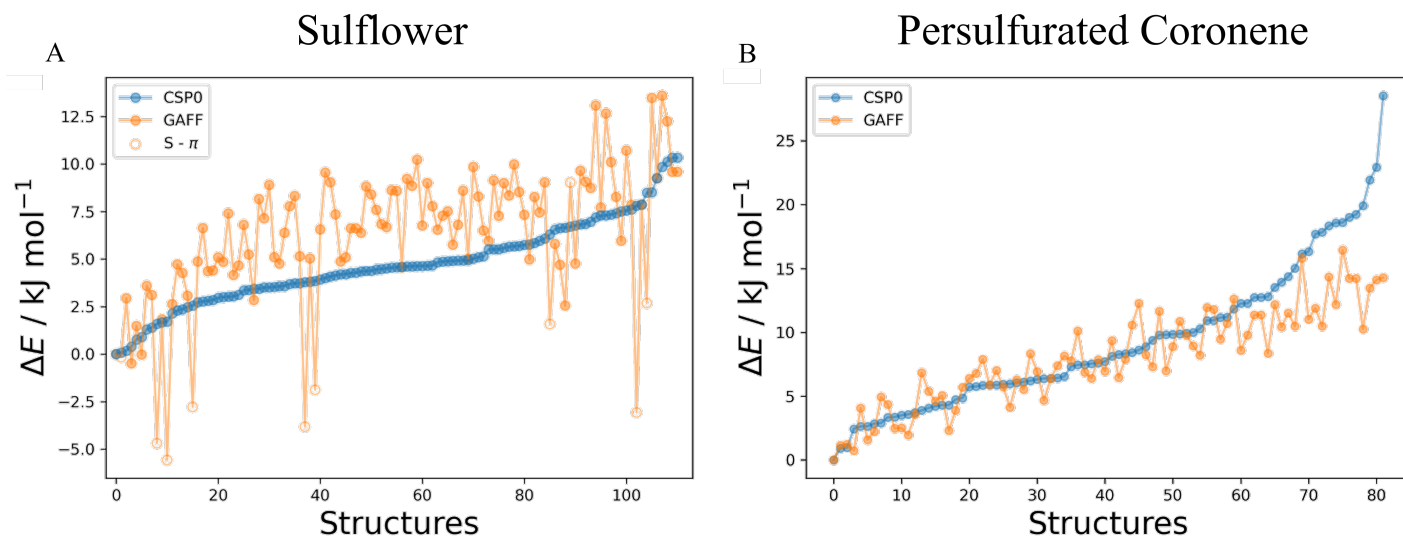 Sulflower
Persulfurated Coronene
A
B
CSP0
GAFF
S - π
CSP0
GAFF
12.5
10.0
7.5
5.0
2.5
0.0
−2.5
−5.0
ΔE / kJ mol⁻¹
0 20 40 60 80 100
Structures
25
20
15
10
5
0
ΔE / kJ mol⁻¹
0 10 20 30 40 50 60 70 80
Structures